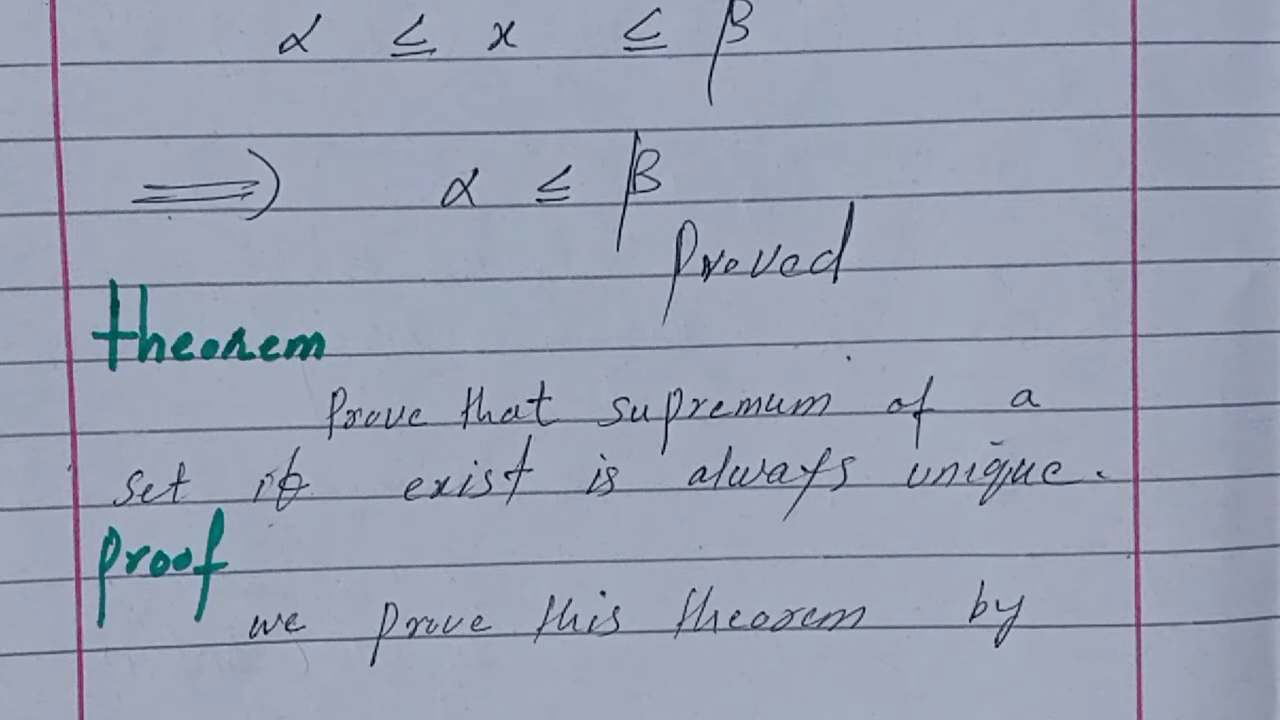 α ≤ x ≤ β
⟹ α ≤ β
Proved
theorem
Prove that supremum of a
set if exist is always unique.
Proof
we prove this theorem by